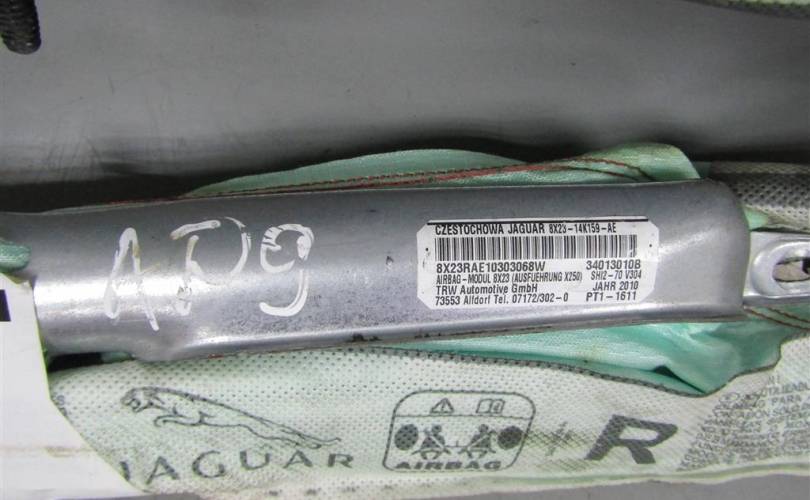 AP9
CZESTOCHOWA JAGUAR 8X23-14K159-AE
8X23RAE10303068W 34013010B
AIRBAG-MODUL 8X23 (AUSFUEHRUNG X250) SHI2-70 V304
TRW Automotive GmbH JAHR 2010
73553 Alfdorf Tel. 07172/302-0 PT1-1611
JAGUAR
AIRBAG
R